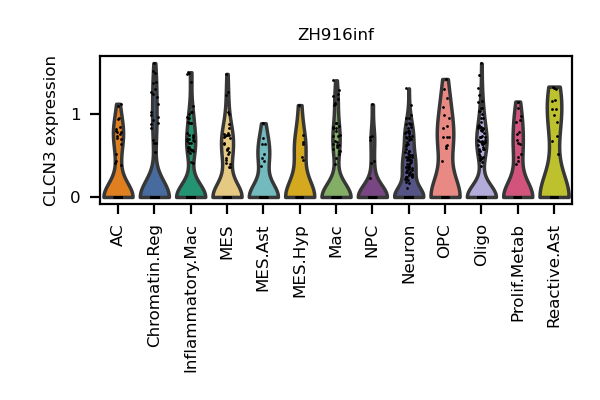 ZH916inf
CLCN3 expression
1
0
AC
Chromatin.Reg
Inflammatory.Mac
MES
MES.Ast
MES.Hyp
Mac
NPC
Neuron
OPC
Oligo
Prolif.Metab
Reactive.Ast